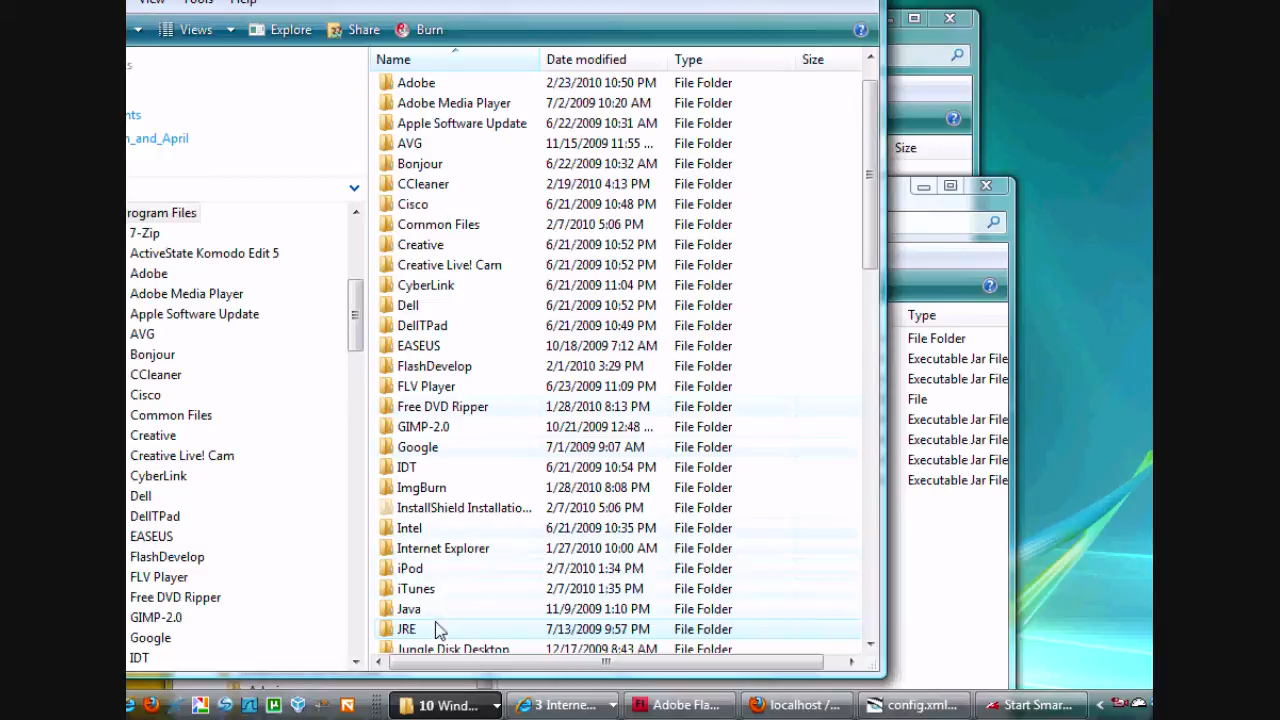 View Tools Help
Views Explore Share Burn
Name Date modified Type Size
Adobe 2/23/2010 10:50 PM File Folder
Adobe Media Player 7/2/2009 10:20 AM File Folder
Apple Software Update 6/22/2009 10:31 AM File Folder
AVG 11/15/2009 11:55 ... File Folder
Bonjour 6/22/2009 10:32 AM File Folder
CCleaner 2/19/2010 4:13 PM File Folder
Cisco 6/21/2009 10:48 PM File Folder
Common Files 2/7/2010 5:06 PM File Folder
Creative 6/21/2009 10:52 PM File Folder
Creative Live! Cam 6/21/2009 10:52 PM File Folder
CyberLink 6/21/2009 11:04 PM File Folder
Dell 6/21/2009 10:52 PM File Folder
DellTPad 6/21/2009 10:49 PM File Folder
EASEUS 10/18/2009 7:12 AM File Folder
FlashDevelop 2/1/2010 3:29 PM File Folder
FLV Player 6/23/2009 11:09 PM File Folder
Free DVD Ripper 1/28/2010 8:13 PM File Folder
GIMP-2.0 10/21/2009 12:48 ... File Folder
Google 7/1/2009 9:07 AM File Folder
IDT 6/21/2009 10:54 PM File Folder
ImgBurn 1/28/2010 8:08 PM File Folder
InstallShield Installatio... 2/7/2010 5:06 PM File Folder
Intel 6/21/2009 10:35 PM File Folder
Internet Explorer 1/27/2010 10:00 AM File Folder
iPod 2/7/2010 1:34 PM File Folder
iTunes 2/7/2010 1:35 PM File Folder
Java 11/9/2009 1:10 PM File Folder
JRE 7/13/2009 9:57 PM File Folder
Jungle Disk Desktop 12/17/2009 8:43 AM File Folder
s
nts
n_and_April
rogram Files
7-Zip
ActiveState Komodo Edit 5
Adobe
Adobe Media Player
Apple Software Update
AVG
Bonjour
CCleaner
Cisco
Common Files
Creative
Creative Live! Cam
CyberLink
Dell
DellTPad
EASEUS
FlashDevelop
FLV Player
Free DVD Ripper
GIMP-2.0
Google
IDT
Size
Type
File Folder
Executable Jar File
Executable Jar File
File
Executable Jar File
Executable Jar File
Executable Jar File
Executable Jar File
10 Wind... 3 Interne... Adobe Fla... localhost /... config.xml... Start Smar...